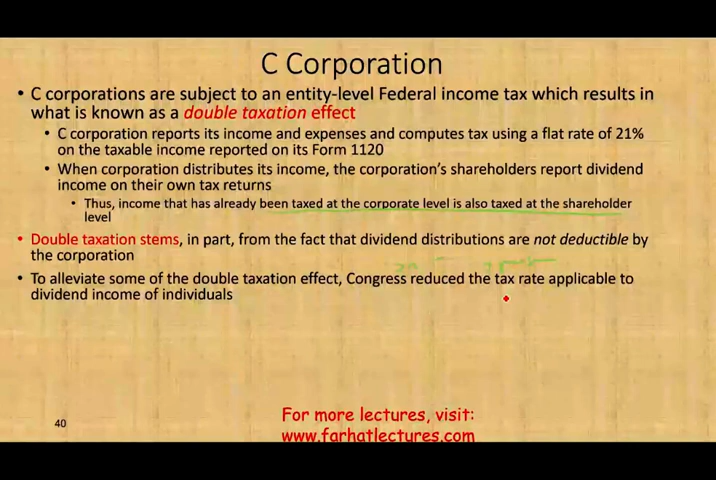 C Corporation
• C corporations are subject to an entity-level Federal income tax which results in
what is known as a double taxation effect
• C corporation reports its income and expenses and computes tax using a flat rate of 21%
on the taxable income reported on its Form 1120
• When corporation distributes its income, the corporation's shareholders report dividend
income on their own tax returns
• Thus, income that has already been taxed at the corporate level is also taxed at the shareholder
level
• Double taxation stems, in part, from the fact that dividend distributions are not deductible by
the corporation
• To alleviate some of the double taxation effect, Congress reduced the tax rate applicable to
dividend income of individuals
40
For more lectures, visit:
www.farhatlectures.com